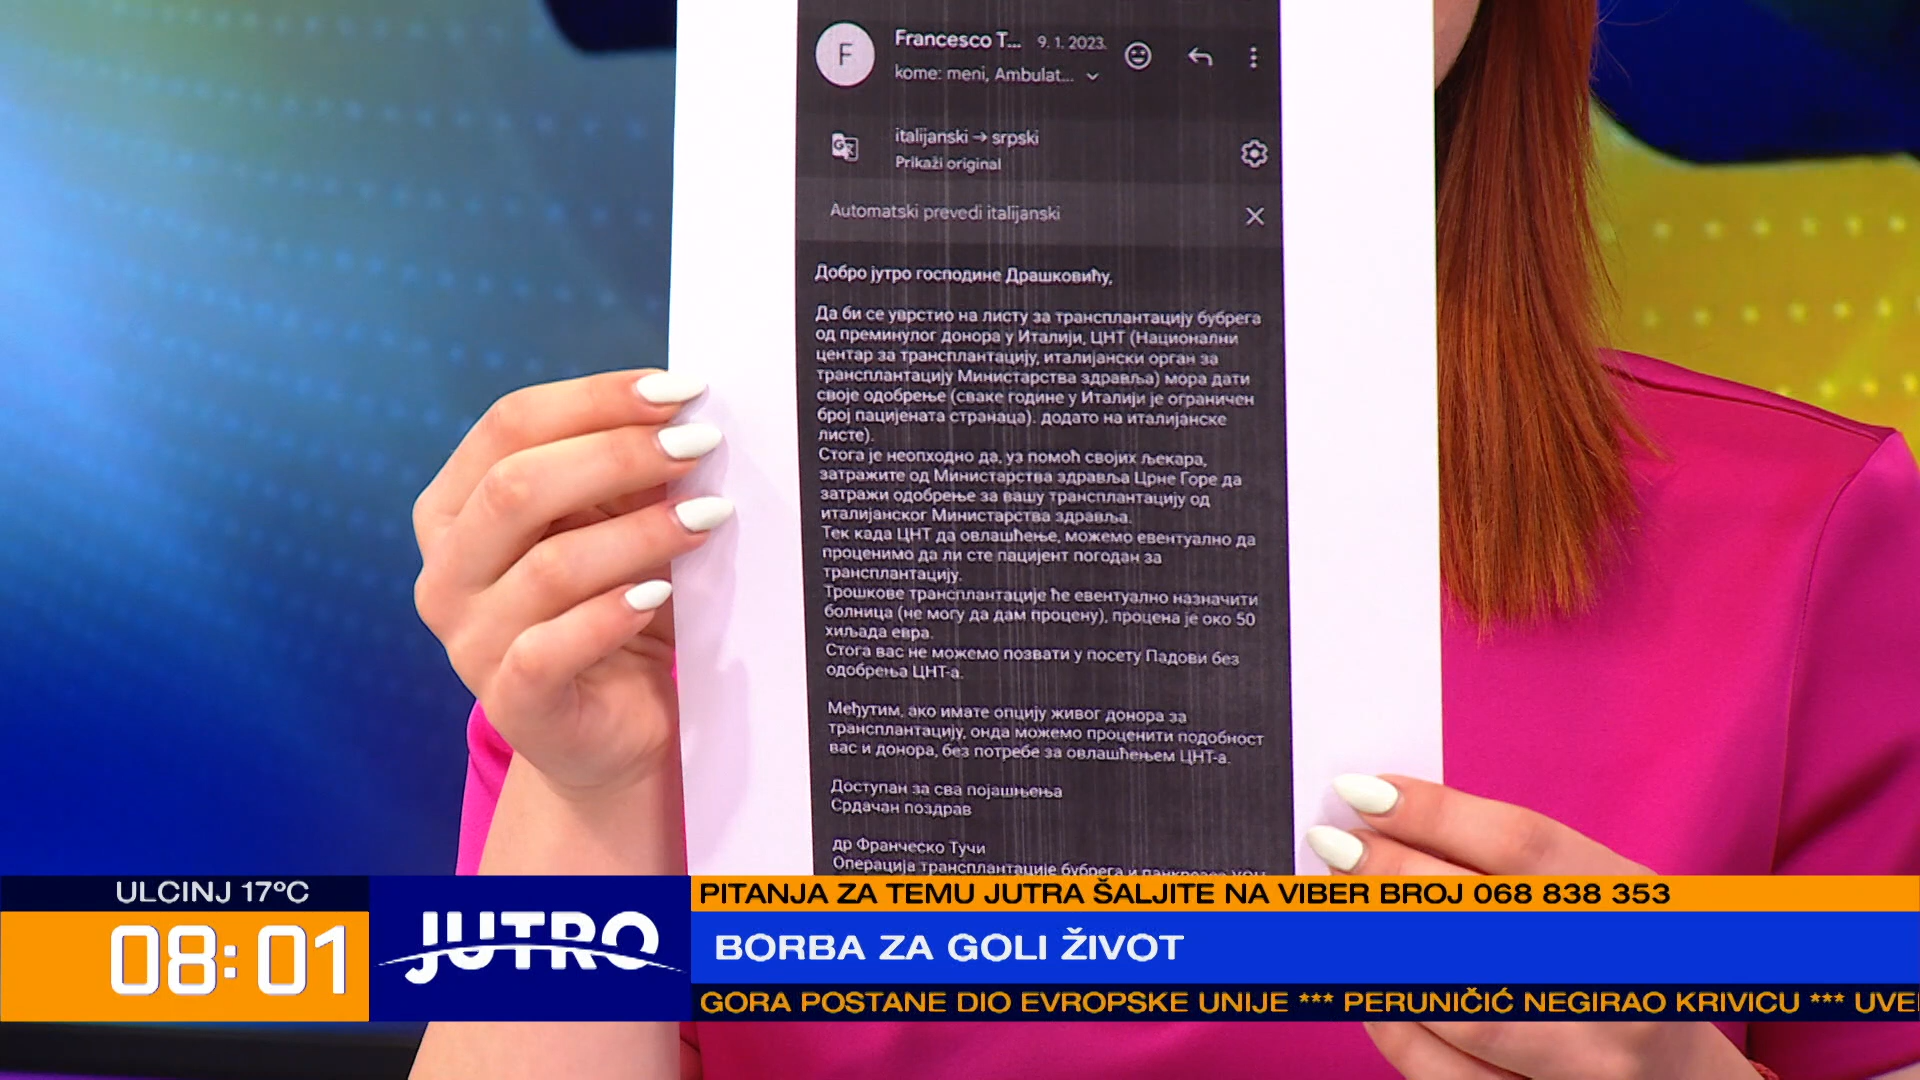 Francesco T... 9. 1. 2023.
kome: meni, Ambulat...
italijanski → srpski
Prikaži original
Automatski prevedi italijanski
Добро јутро господине Драшковићу,
Да би се уврстио на листу за трансплантацију бубрега
од преминулог донора у Италији, ЦНТ (Национални
центар за трансплантацију, италијански орган за
трансплантацију Министарства здравља) мора дати
своје одобрење (сваке године у Италији је ограничен
број пацијената странаца). додато на италијанске
листе).
Стога је неопходно да, уз помоћ својих љекара,
затражите од Министарства здравља Црне Горе да
затражи одобрење за вашу трансплантацију од
италијанског Министарства здравља.
Тек када ЦНТ да овлашћење, можемо евентуално да
проценимо да ли сте пацијент погодан за
трансплантацију.
Трошкове трансплантације ће евентуално назначити
болница (не могу да дам процену), процена је око 50
хиљада евра.
Стога вас не можемо позвати у посету Падови без
одобрења ЦНТ-а.
Међутим, ако имате опцију живог донора за
трансплантацију, онда можемо проценити подобност
вас и донора, без потребе за овлашћењем ЦНТ-а.
Доступан за сва појашњења
Срдачан поздрав
др Франческо Тучи
Операција трансплантације бубрега и панкреаса
ULCINJ 17°C
08:01
JUTRO
PITANJA ZA TEMU JUTRA ŠALJITE NA VIBER BROJ 068 838 353
BORBA ZA GOLI ŽIVOT
GORA POSTANE DIO EVROPSKE UNIJE *** PERUNIČIĆ NEGIRAO KRIVICU *** UVE